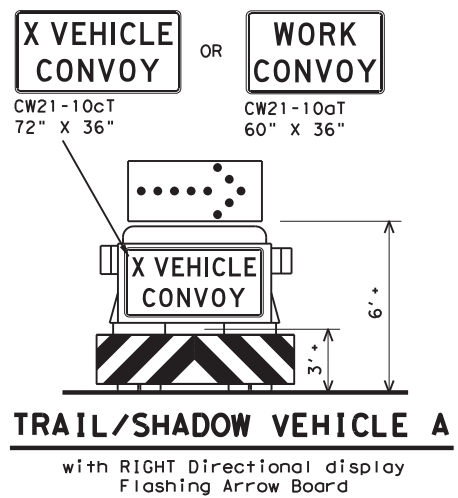 X VEHICLE
CONVOY
OR
WORK
CONVOY
CW21-10cT
72" X 36"
CW21-10aT
60" X 36"
X VEHICLE
CONVOY
6' +
3' +
TRAIL/SHADOW VEHICLE A
with RIGHT Directional display
Flashing Arrow Board